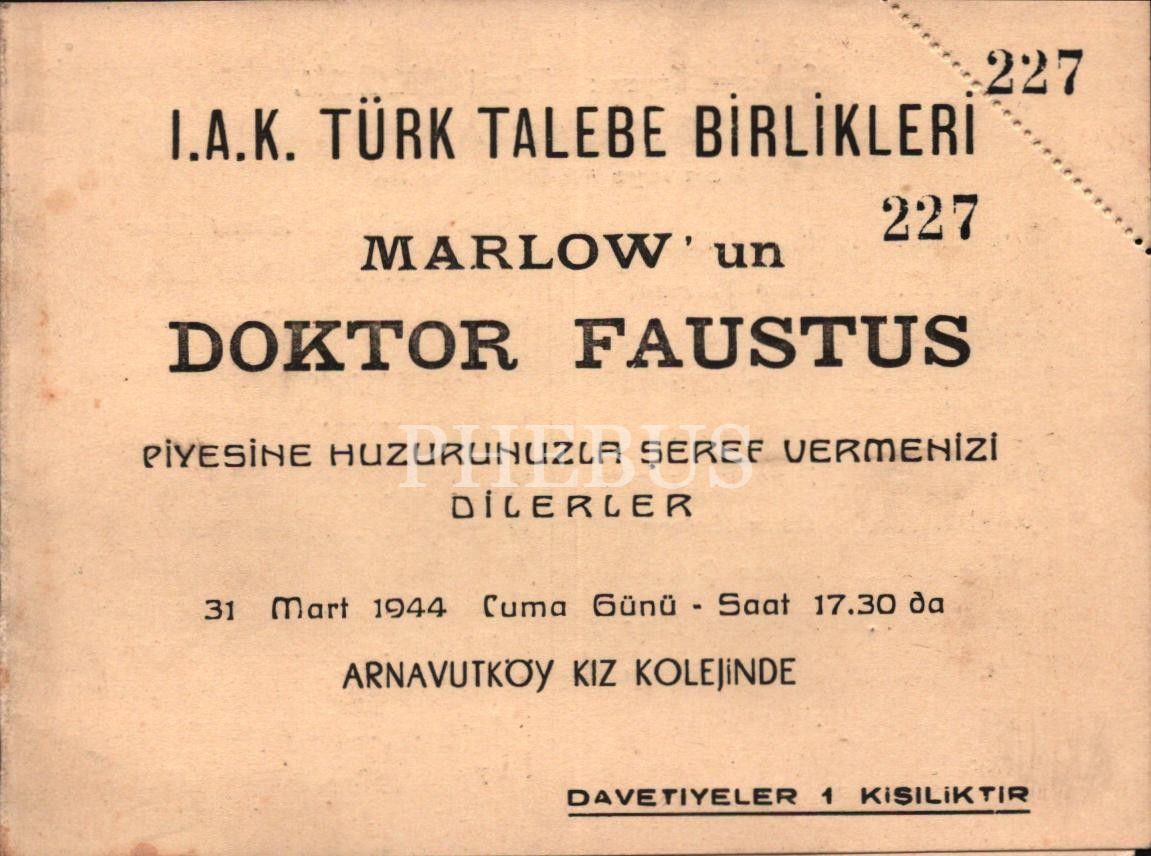 227
I.A.K. TÜRK TALEBE BİRLİKLERİ
227
MARLOW'un
DOKTOR FAUSTUS
PİYESİNE HUZURUNUZLA ŞEREF VERMENİZİ
DİLERLER
PHEBUS
31 Mart 1944 Cuma Günü - Saat 17.30 da
ARNAVUTKÖY KIZ KOLEJİNDE
DAVETİYELER 1 KİŞİLİKTİR